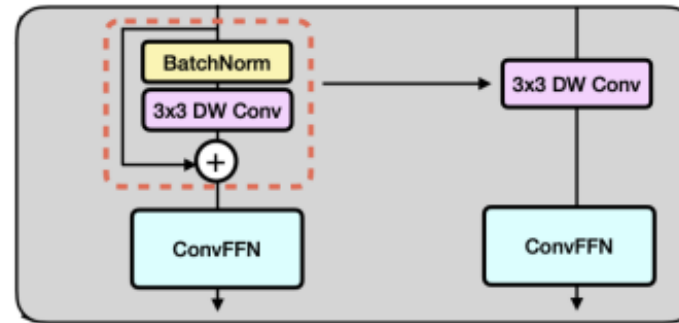 BatchNorm
3x3 DW Conv
+
ConvFFN
3x3 DW Conv
ConvFFN